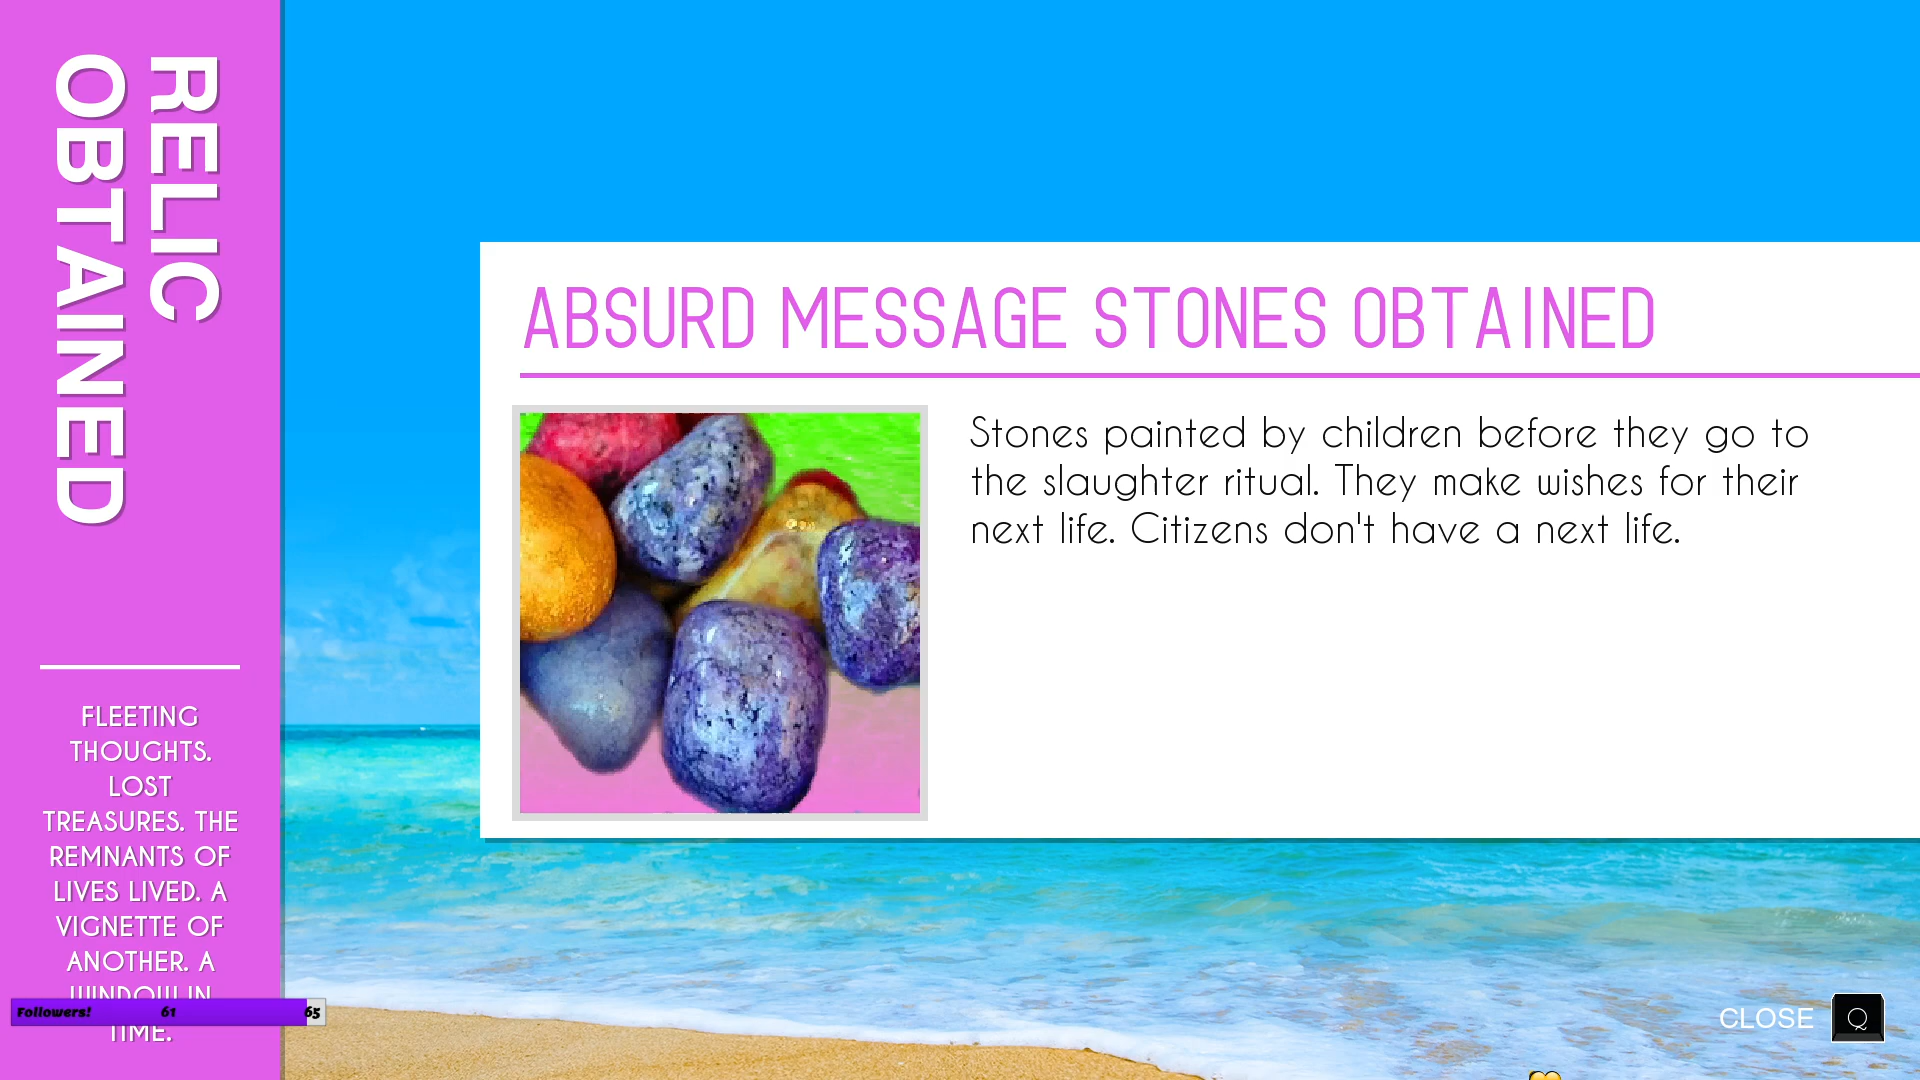 RELIC
OBTAINED
FLEETING
THOUGHTS.
LOST
TREASURES. THE
REMNANTS OF
LIVES LIVED. A
VIGNETTE OF
ANOTHER. A
WINDOW IN
TIME.
Followers! 61 65
ABSURD MESSAGE STONES OBTAINED
Stones painted by children before they go to
the slaughter ritual. They make wishes for their
next life. Citizens don't have a next life.
CLOSE Q